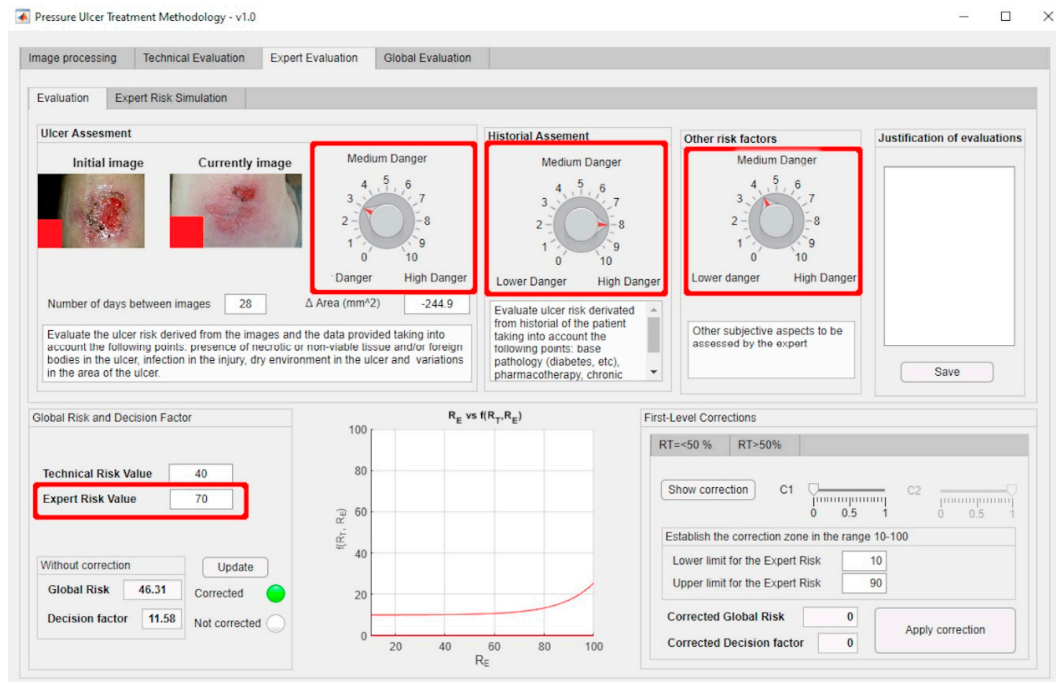 Pressure Ulcer Treatment Methodology - v1.0
Image processing
Technical Evaluation
Expert Evaluation
Global Evaluation
Evaluation
Expert Risk Simulation
Ulcer Assesment
Initial image
Currently image
Medium Danger
0 1 2 3 4 5 6 7 8 9 10
Danger
High Danger
Number of days between images
28
Δ Area (mm^2)
-244.9
Evaluate the ulcer risk derived from the images and the data provided taking into
account the following points: presence of necrotic or non-viable tissue and/or foreign
bodies in the ulcer, infection in the injury, dry environment in the ulcer and variations
in the area of the ulcer.
Historial Assement
Medium Danger
0 1 2 3 4 5 6 7 8 9 10
Lower Danger
High Danger
Evaluate ulcer risk derivated
from historial of the patient
taking into account the
following points: base
pathology (diabetes, etc),
pharmacotherapy, chronic
Other risk factors
Medium Danger
0 1 2 3 4 5 6 7 8 9 10
Lower danger
High Danger
Other subjective aspects to be
assessed by the expert
Justification of evaluations
Save
Global Risk and Decision Factor
Technical Risk Value
40
Expert Risk Value
70
Without correction
Global Risk
46.31
Decision factor
11.58
Update
Corrected
Not corrected
R_E vs f(R_T,R_E)
f(R_T, R_E)
100
80
60
40
20
0
20 40 60 80 100
R_E
First-Level Corrections
RT=<50 %
RT>50%
Show correction
C1
0 0.5 1
C2
0 0.5 1
Establish the correction zone in the range 10-100
Lower limit for the Expert Risk
10
Upper limit for the Expert Risk
90
Corrected Global Risk
0
Corrected Decision factor
0
Apply correction